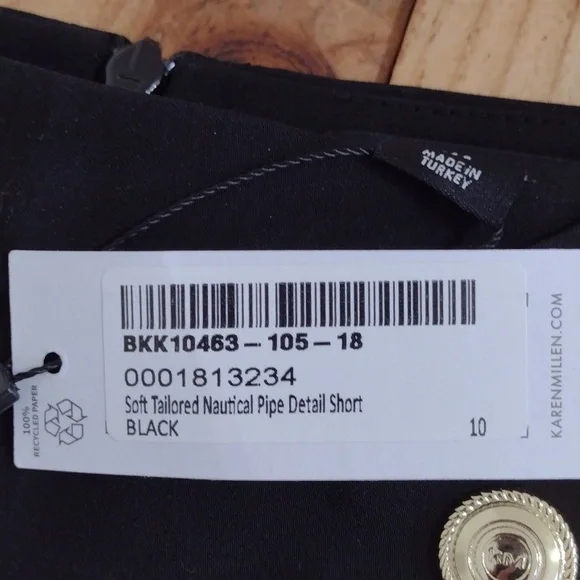 MADE IN
TURKEY
BKK10463-105-18
0001813234
Soft Tailored Nautical Pipe Detail Short
BLACK 10
100%
RECYCLED PAPER
KARENMILLEN.COM
KM